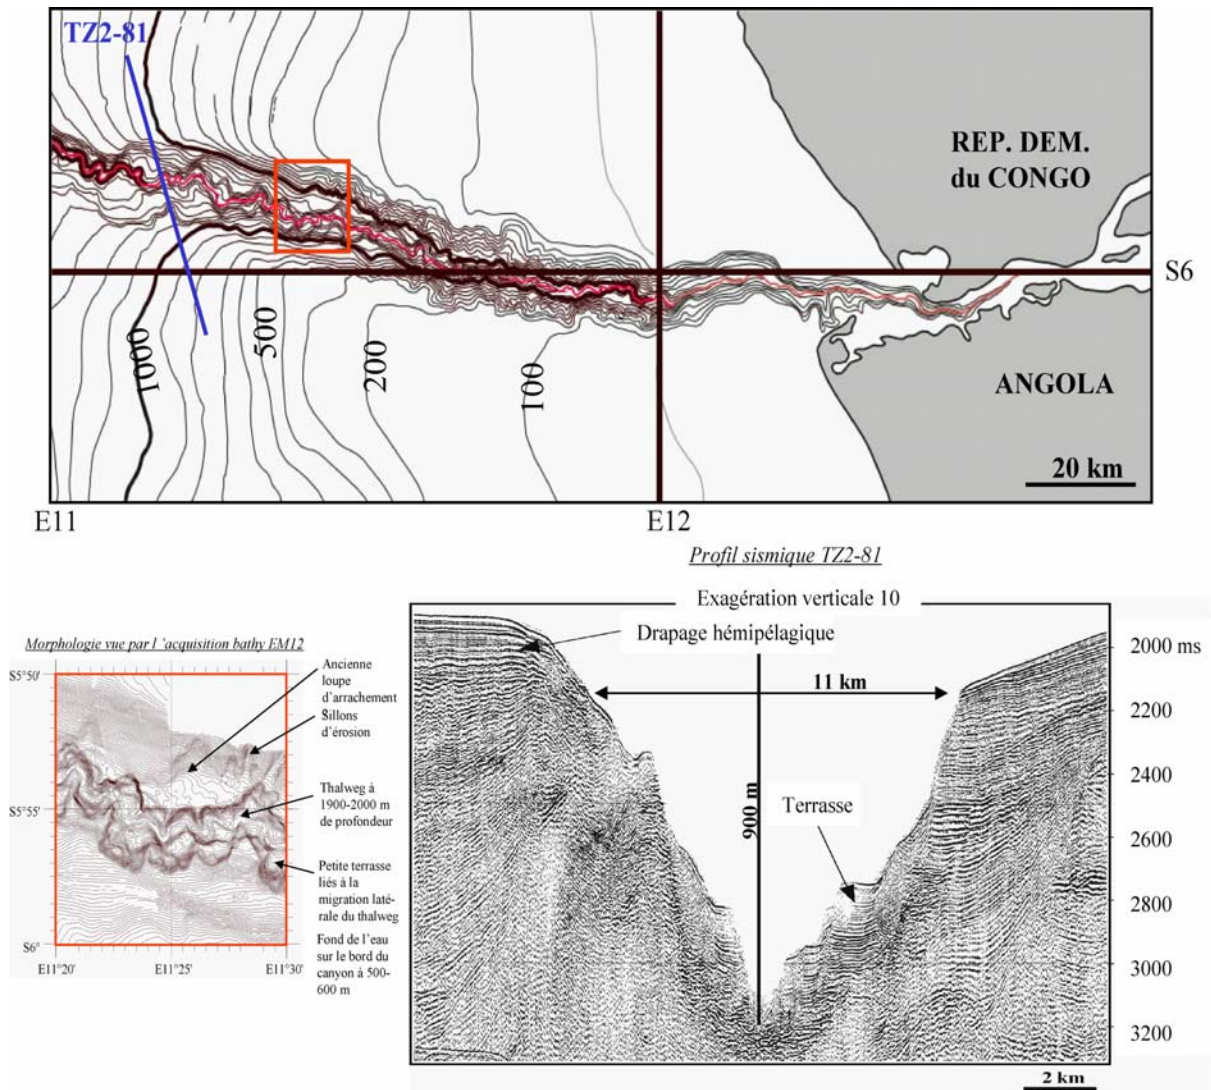 TZ2-81
REP. DEM.
du CONGO
S6
1000
500
200
100
ANGOLA
20 km
E11
E12
Profil sismique TZ2-81
Exagération verticale 10
Drapage hémipélagique
11 km
900 m
Terrasse
2000 ms
2200
2400
2600
2800
3000
3200
2 km
Morphologie vue par l 'acquisition bathy EM12
S5°50'
S5°55'
S6°
E11°20'
E11°25'
E11°30'
Ancienne
loupe
d'arrachement
Sillons
d'érosion
Thalweg à
1900-2000 m
de profondeur
Petite terrasse
liés à la
migration laté-
rale du thalweg
Fond de l'eau
sur le bord du
canyon à 500-
600 m